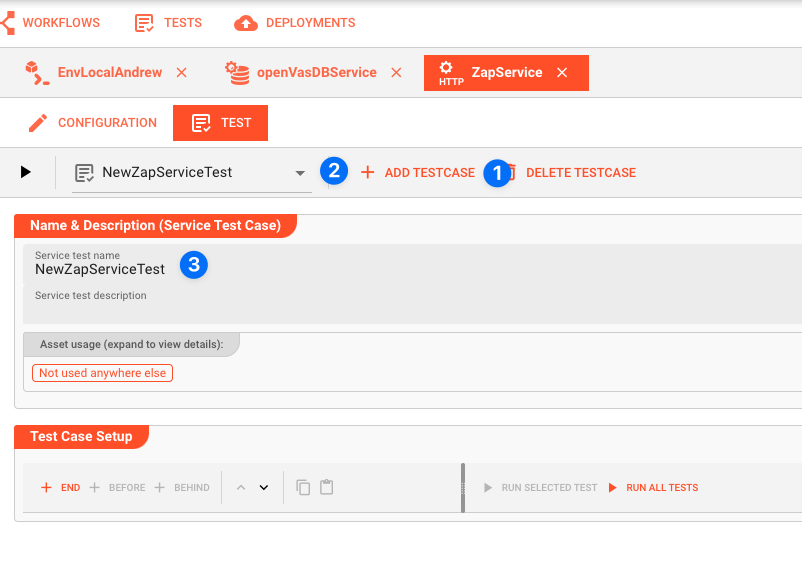 WORKFLOWS TESTS DEPLOYMENTS
EnvLocalAndrew openVasDBService HTTP ZapService
CONFIGURATION TEST
NewZapServiceTest 2 ADD TESTCASE 1 DELETE TESTCASE
Name & Description (Service Test Case)
Service test name
NewZapServiceTest 3
Service test description
Asset usage (expand to view details):
Not used anywhere else
Test Case Setup
END BEFORE BEHIND RUN SELECTED TEST RUN ALL TESTS